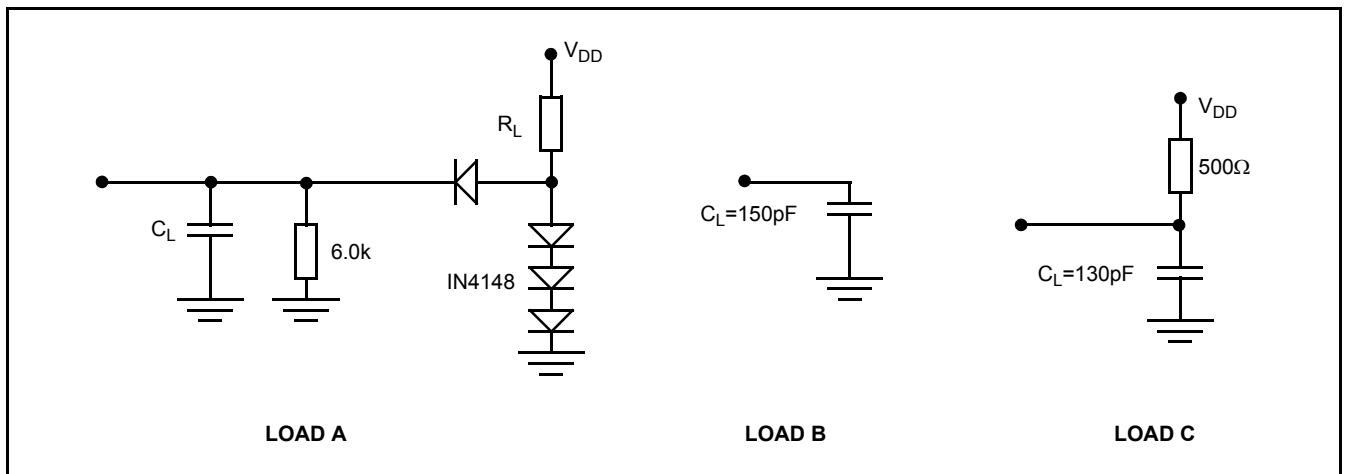 V_DD
R_L
C_L
6.0k
IN4148
LOAD A
C_L=150pF
LOAD B
V_DD
500Ω
C_L=130pF
LOAD C